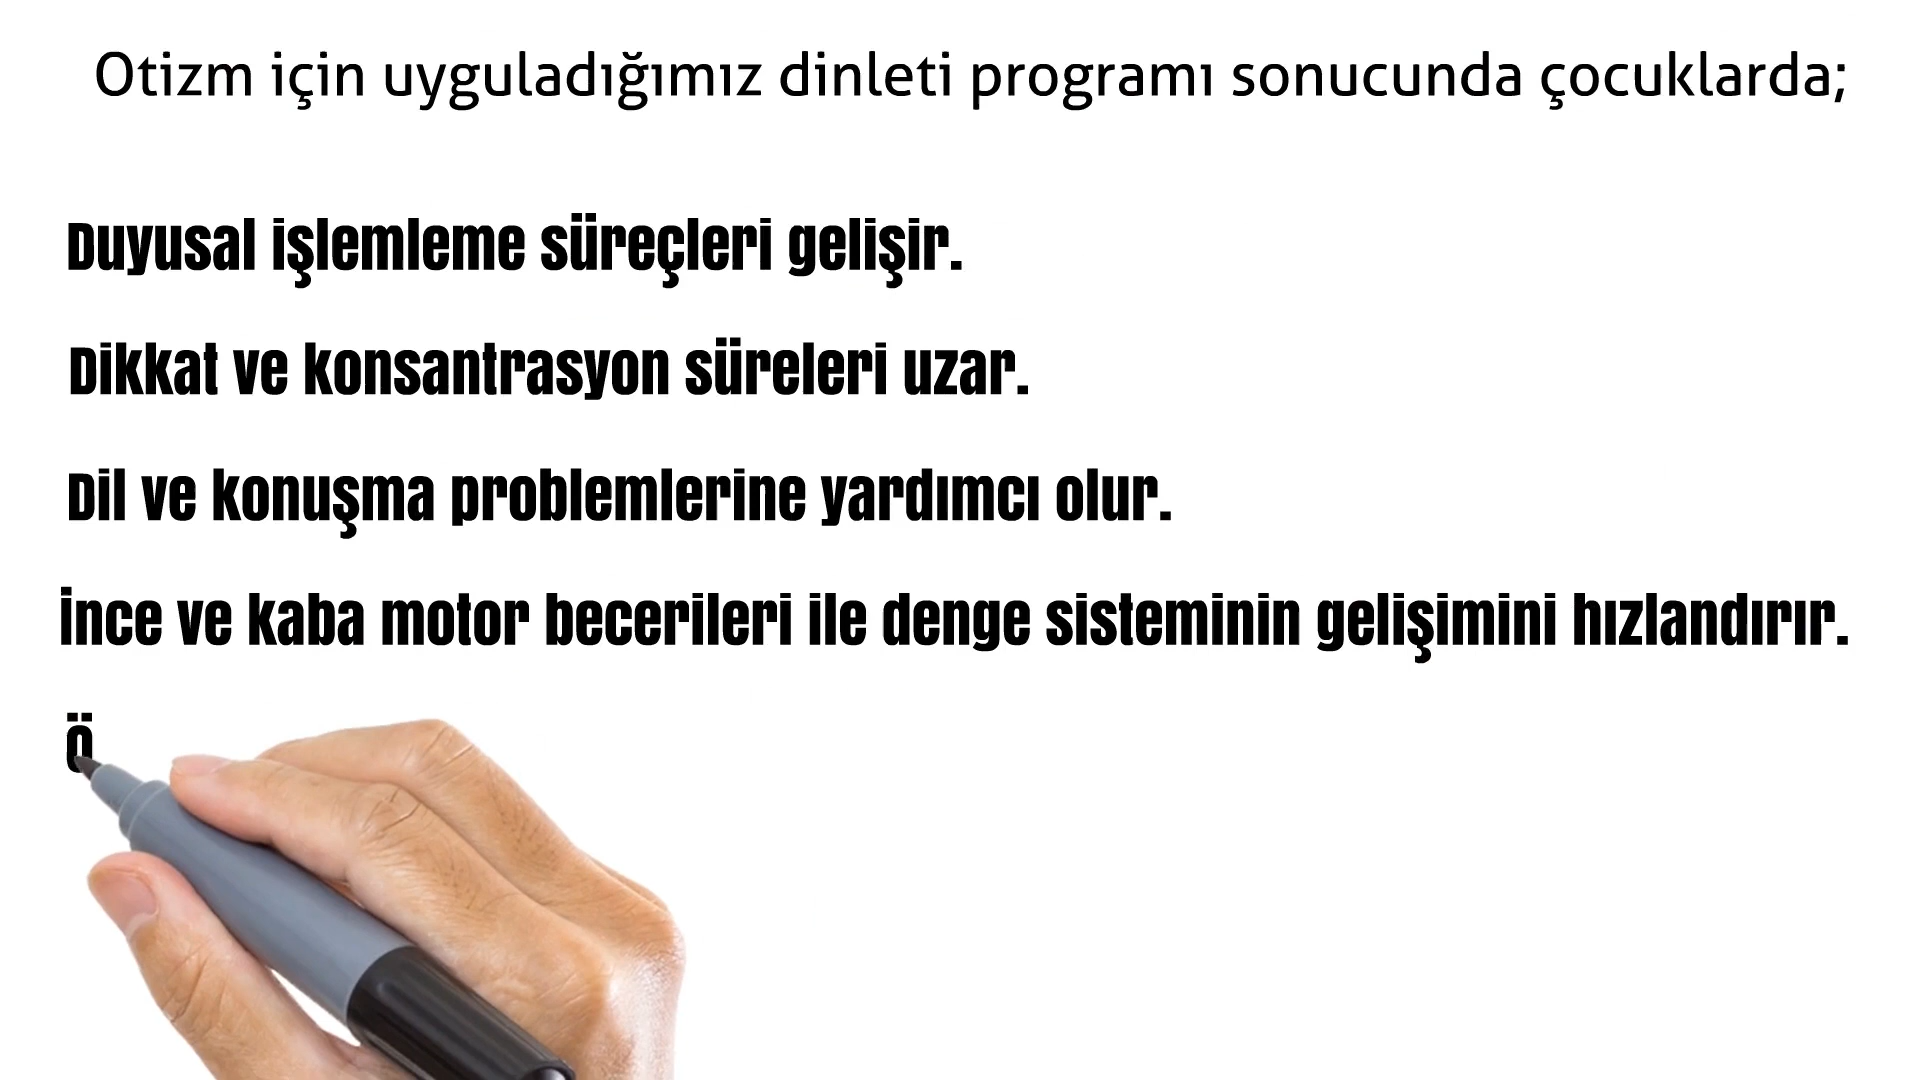 Otizm için uyguladığımız dinleti programı sonucunda çocuklarda;
Duyusal işlemleme süreçleri gelişir.
Dikkat ve konsantrasyon süreleri uzar.
Dil ve konuşma problemlerine yardımcı olur.
İnce ve kaba motor becerileri ile denge sisteminin gelişimini hızlandırır.
Ö